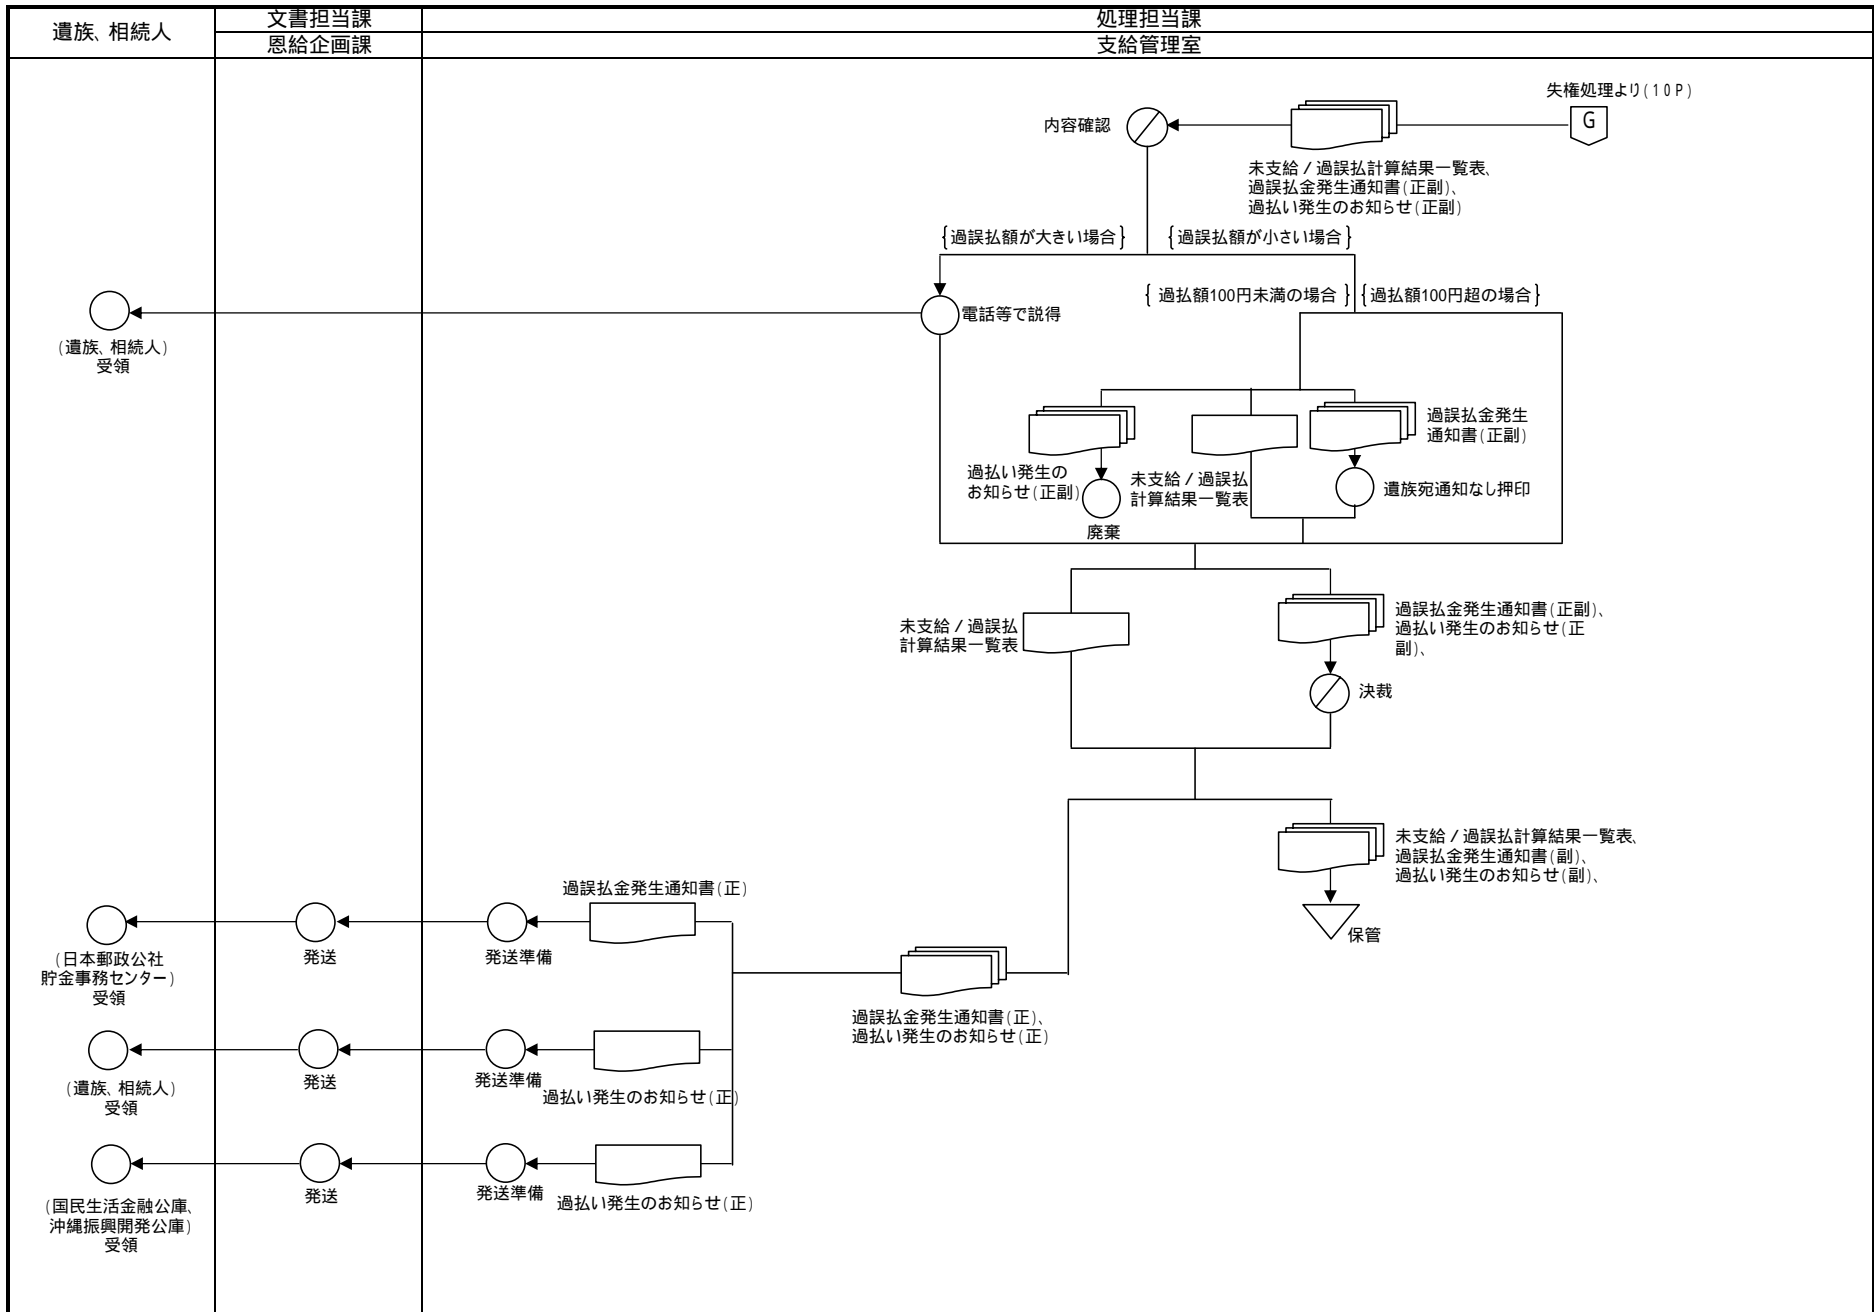 遺族、相続人
文書担当課
恩給企画課
処理担当課
支給管理室
失権処理より(10P)
G
内容確認
未支給/過誤払計算結果一覧表、
過誤払金発生通知書(正副)、
過払い発生のお知らせ(正副)
{過誤払額が大きい場合}
{過誤払額が小さい場合}
{ 過払額100円未満の場合 }
{過払額100円超の場合}
電話等で説得
(遺族、相続人)
受領
過誤払金発生
通知書(正副)
過払い発生の
お知らせ(正副)
未支給/過誤払
計算結果一覧表
遺族宛通知なし押印
廃棄
未支給/過誤払
計算結果一覧表
過誤払金発生通知書(正副)、
過払い発生のお知らせ(正
副)、
決裁
未支給/過誤払計算結果一覧表、
過誤払金発生通知書(副)、
過払い発生のお知らせ(副)、
保管
過誤払金発生通知書(正)
発送準備
発送
(日本郵政公社
貯金事務センター)
受領
過誤払金発生通知書(正)、
過払い発生のお知らせ(正)
過払い発生のお知らせ(正)
発送準備
発送
(遺族、相続人)
受領
過払い発生のお知らせ(正)
発送準備
発送
(国民生活金融公庫、
沖縄振興開発公庫)
受領